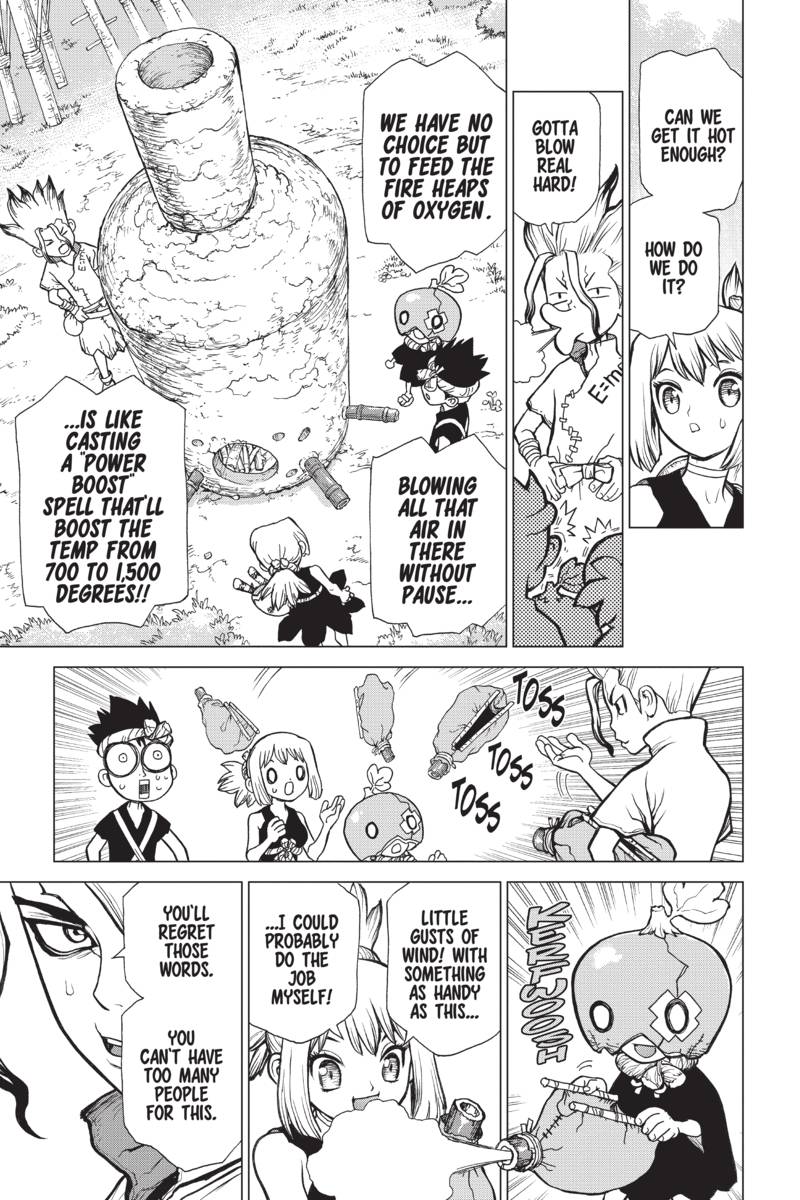 CAN WE
GET IT HOT
ENOUGH?
HOW DO
WE DO
IT?
GOTTA
BLOW
REAL
HARD!
E=m
WE HAVE NO
CHOICE BUT
TO FEED THE
FIRE HEAPS
OF OXYGEN.
E=m
BLOWING
ALL THAT
AIR IN
THERE
WITHOUT
PAUSE...
...IS LIKE
CASTING
A "POWER
BOOST"
SPELL THAT'LL
BOOST THE
TEMP FROM
700 TO 1,500
DEGREES!!
TOSS
TOSS
TOSS
KERFWOOSH
LITTLE
GUSTS OF
WIND! WITH
SOMETHING
AS HANDY
AS THIS...
...I COULD
PROBABLY
DO THE
JOB
MYSELF!
YOU'LL
REGRET
THOSE
WORDS.
YOU
CAN'T HAVE
TOO MANY
PEOPLE
FOR THIS.